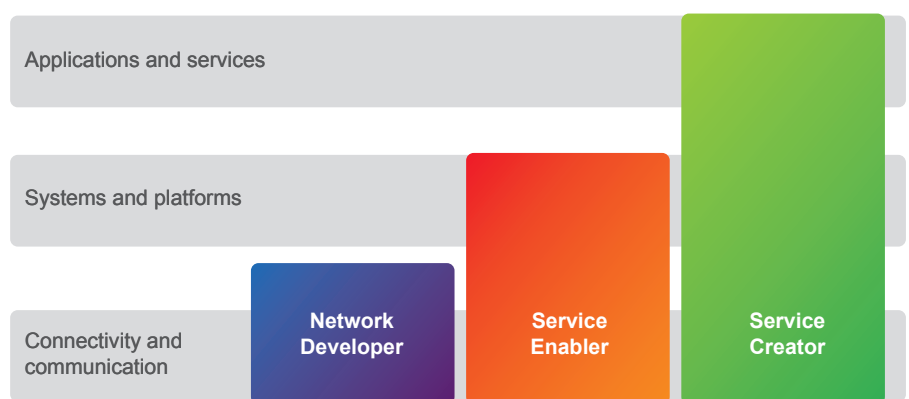 Applications and services
Systems and platforms
Connectivity and
communication
Network
Developer
Service
Enabler
Service
Creator